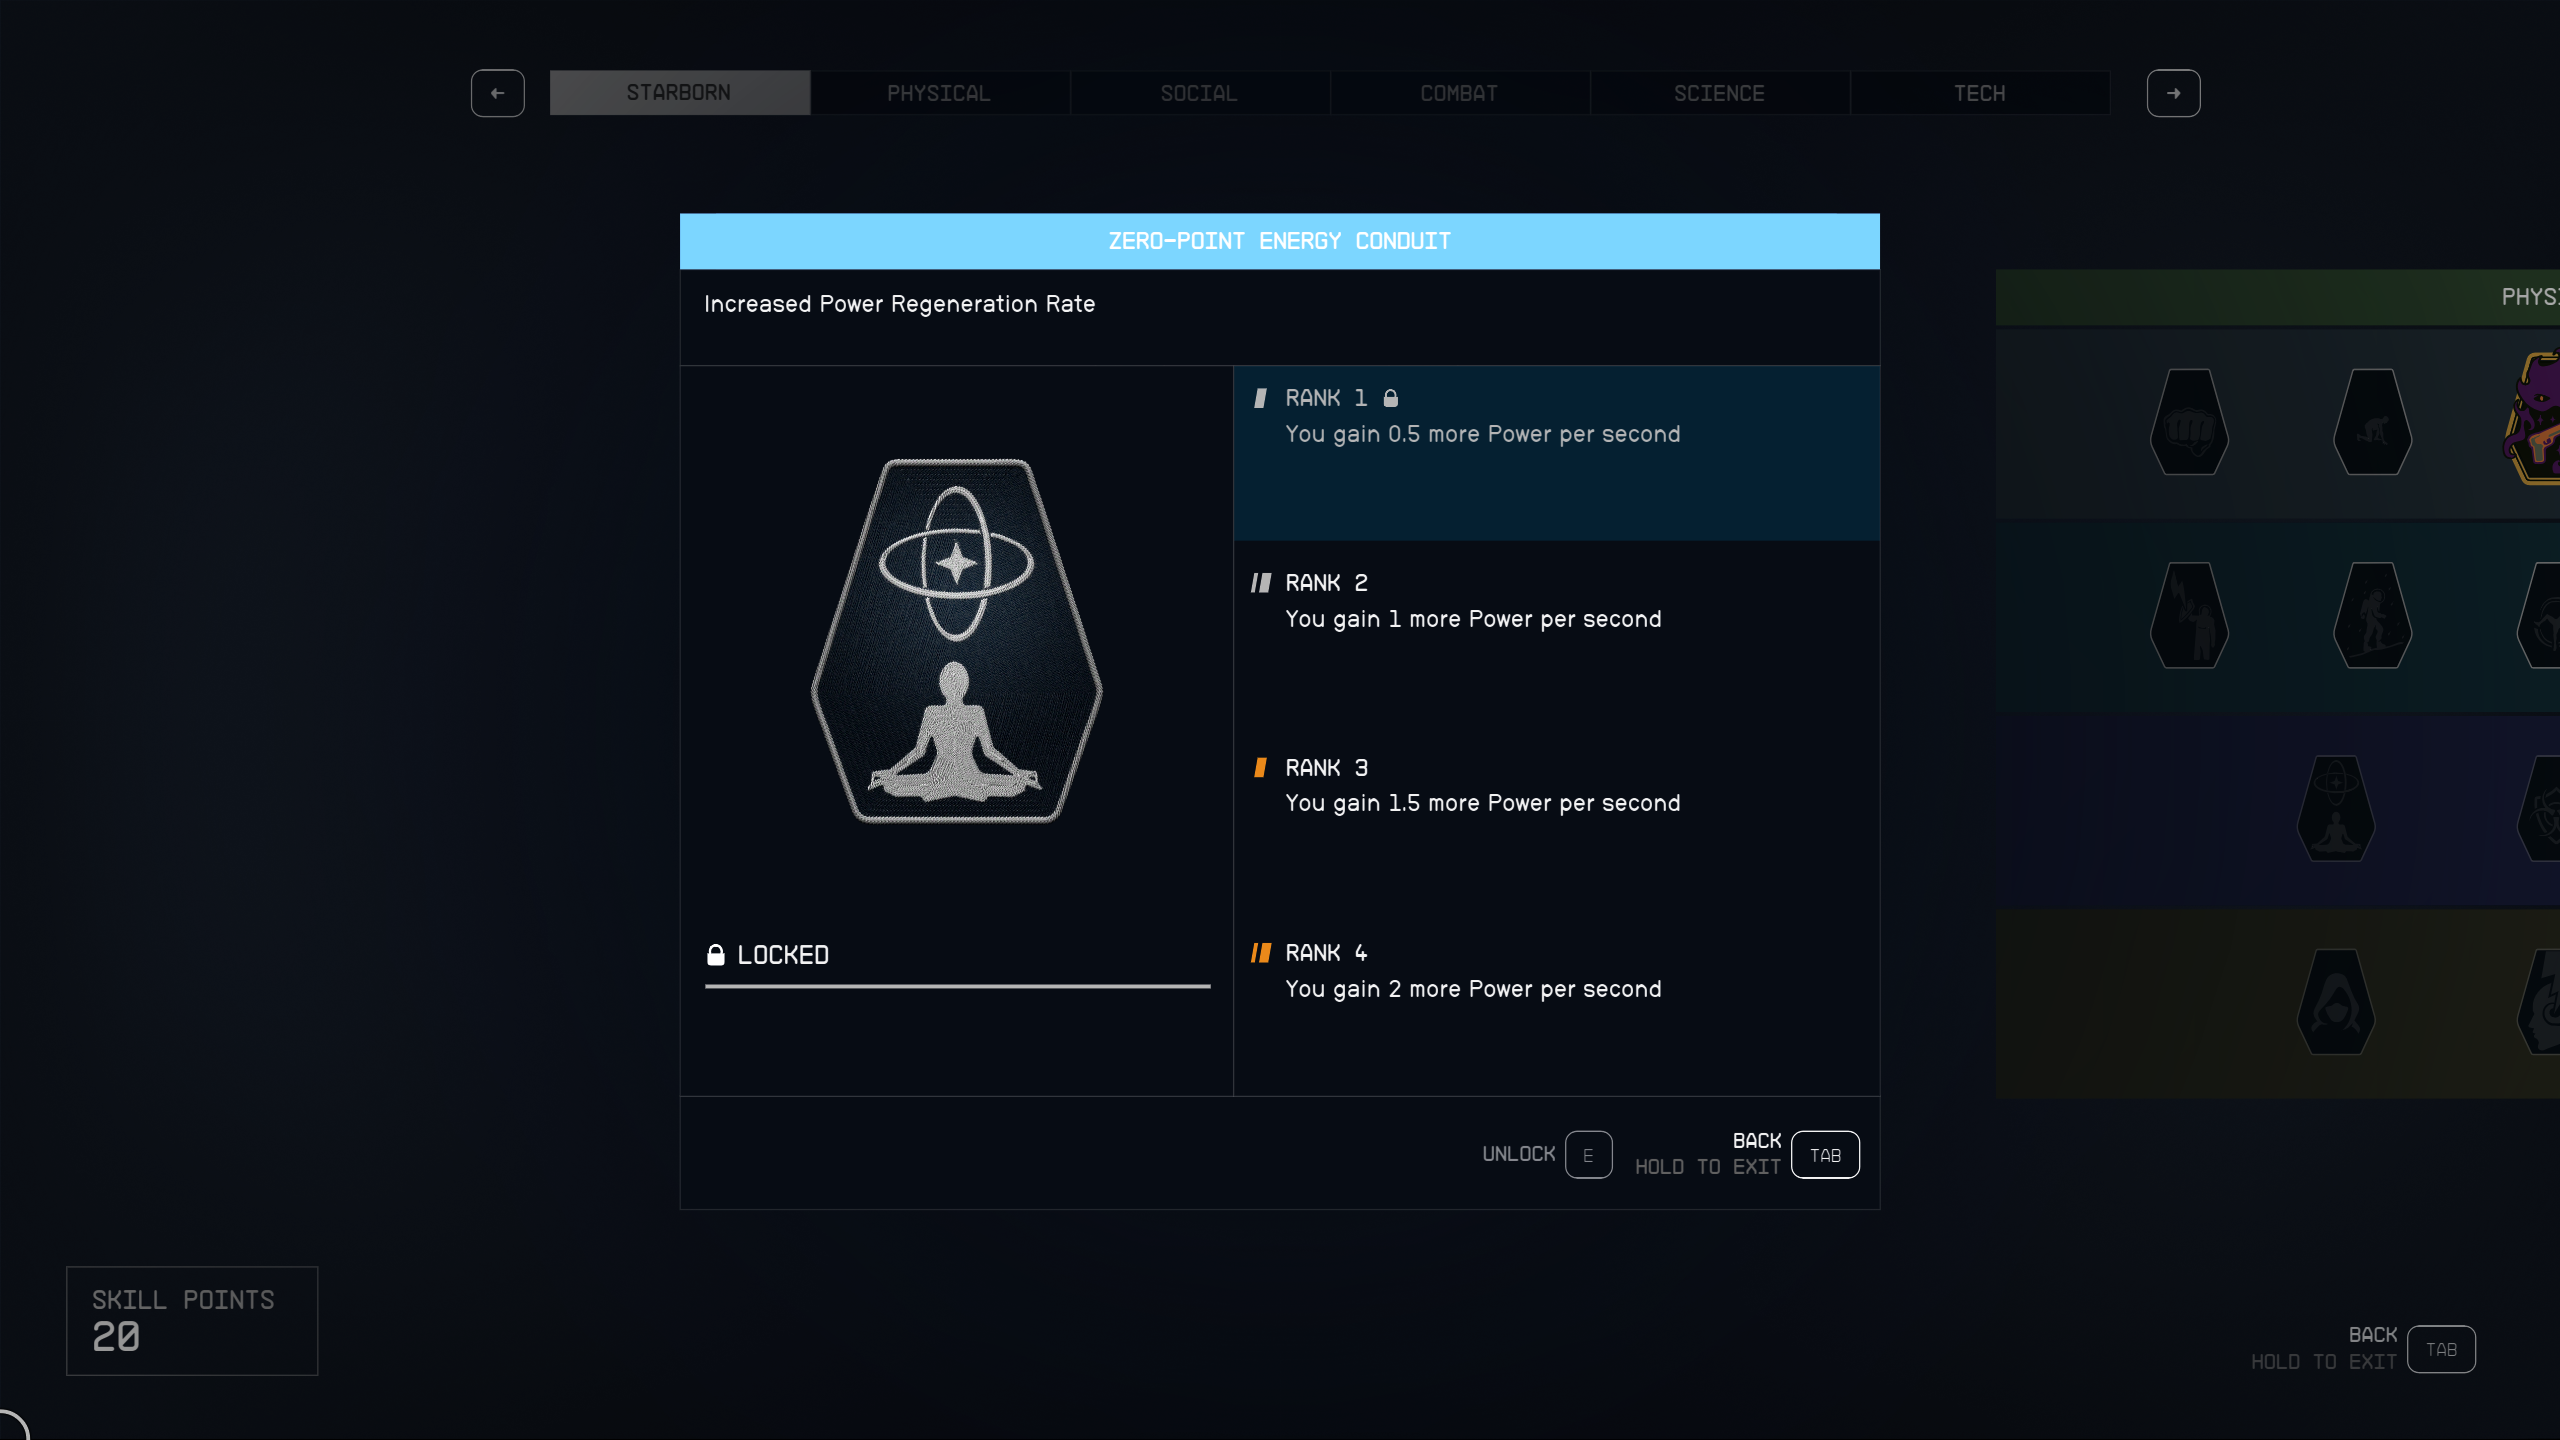 STARBORN
PHYSICAL
SOCIAL
COMBAT
SCIENCE
TECH
ZERO-POINT ENERGY CONDUIT
Increased Power Regeneration Rate
RANK 1
You gain 0.5 more Power per second
RANK 2
You gain 1 more Power per second
RANK 3
You gain 1.5 more Power per second
RANK 4
You gain 2 more Power per second
LOCKED
UNLOCK E
BACK
HOLD TO EXIT
TAB
PHYSI
SKILL POINTS
20
BACK
HOLD TO EXIT
TAB